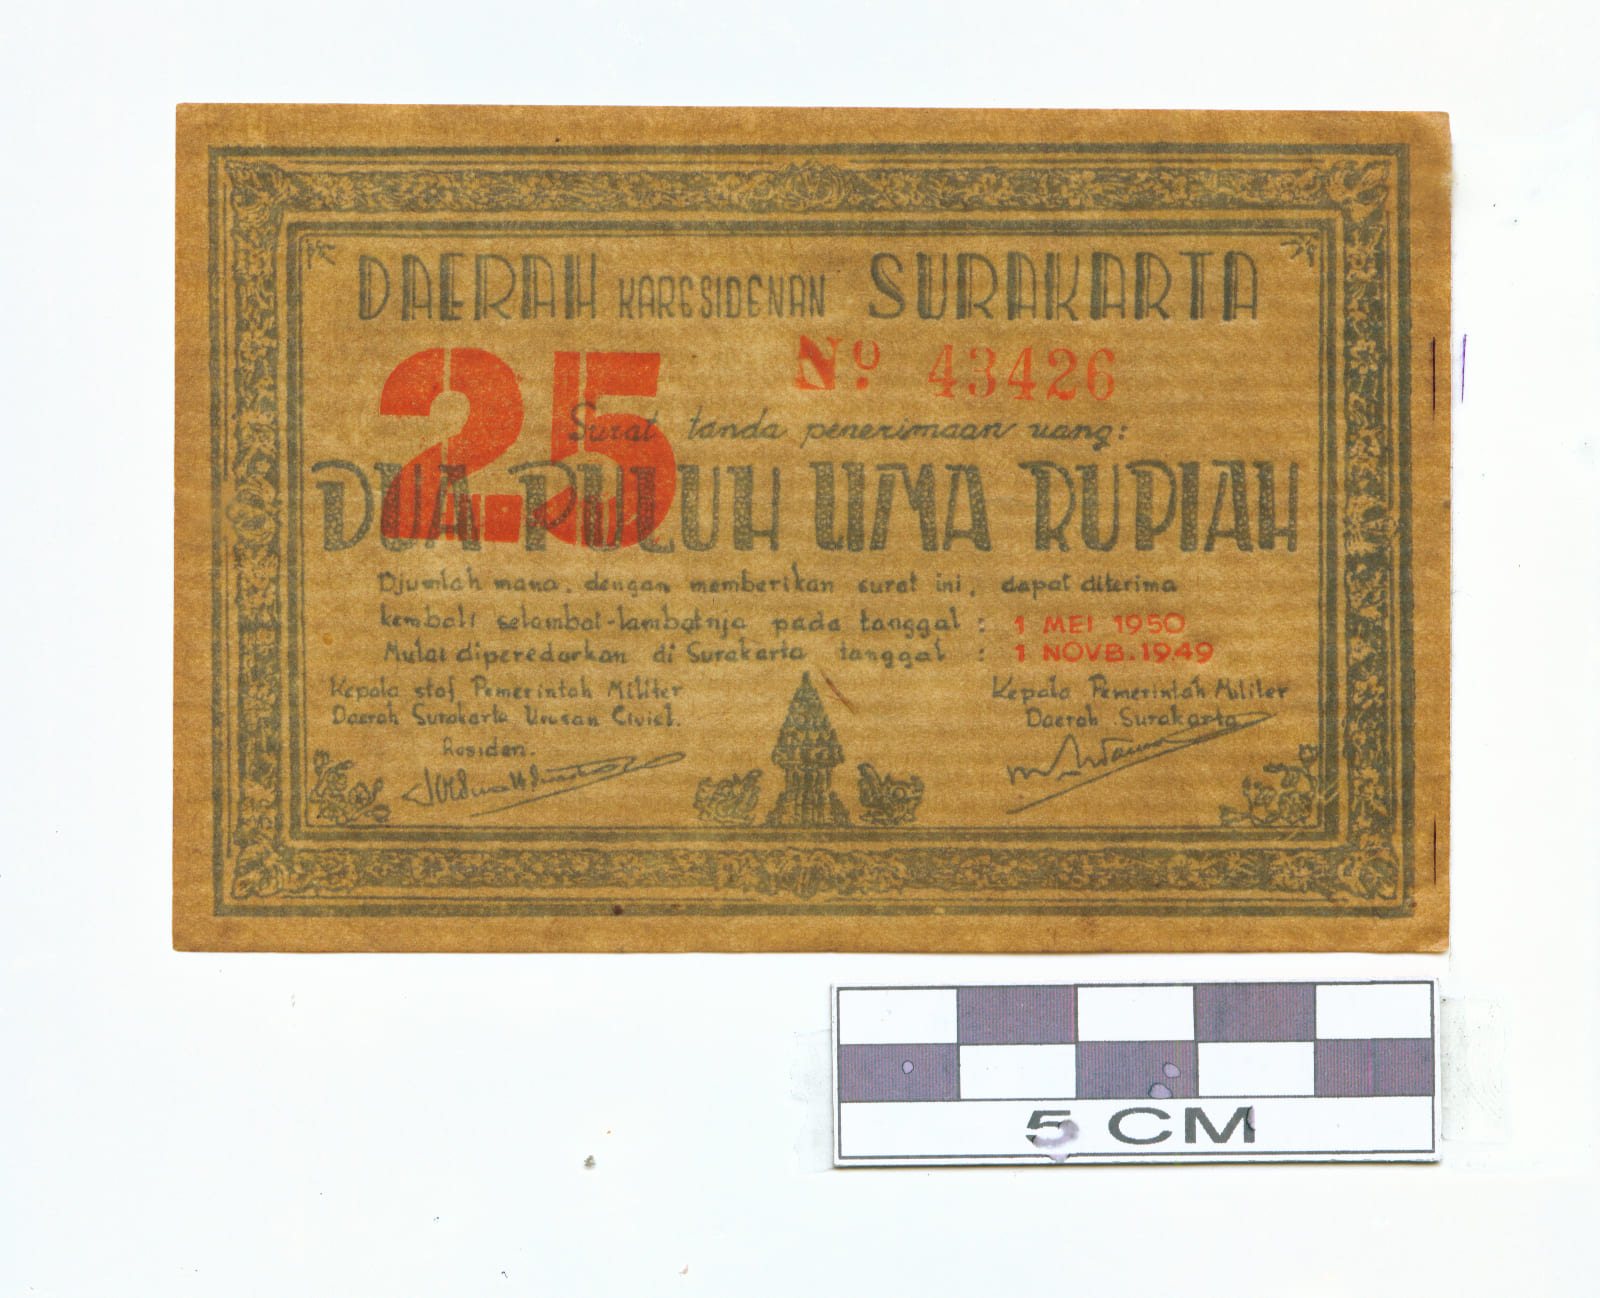 DAERAH KARESIDENAN SURAKARTA
25
Nº 43426
Surat tanda penerimaan uang:
DUA PULUH LIMA RUPIAH
Djumlah mana, dengan memberikan surat ini, dapat diterima
kembali selambat-lambatnja pada tanggal : 1 MEI 1950
Mulai diperedarkan di Surakarta tanggal : 1 NOVB. 1949
Kepala staf Pemerintah Militer
Daerah Surakarta Urusan Civiel.
Residen.
Kepala Pemerintah Militer
Daerah Surakarta
5 CM